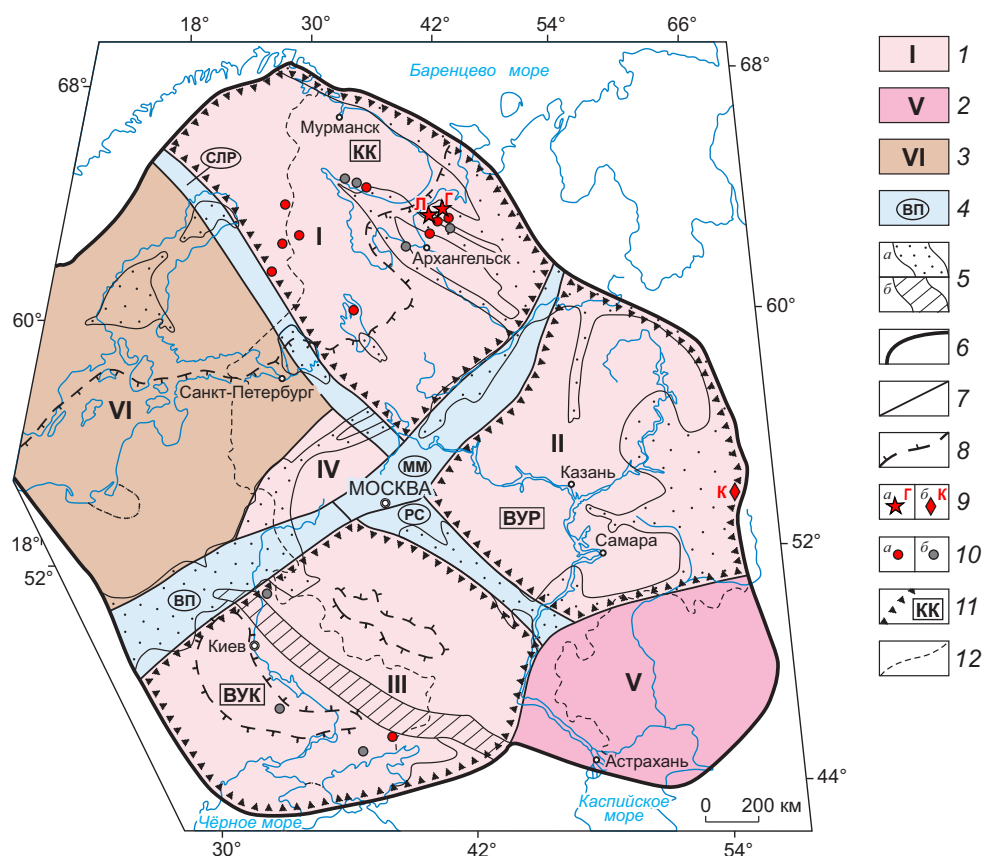 18° 30° 42° 54° 66°
68° Баренцево море 68°
Мурманск
КК
СЛР
Л Г
I
Архангельск
60° 60°
Санкт-Петербург
VI
II
IV
ММ
Казань
МОСКВА
К
РС
ВУР
Самара
18° 52°
52°
ВП
Киев
III
ВУК
V
Астрахань
44°
Каспийское
море
0 200 км
Чёрное море
30° 42° 54°
I 1
V 2
VI 3
ВП 4
а
б 5
6
7
8
а Г б К 9
а б 10
КК 11
12